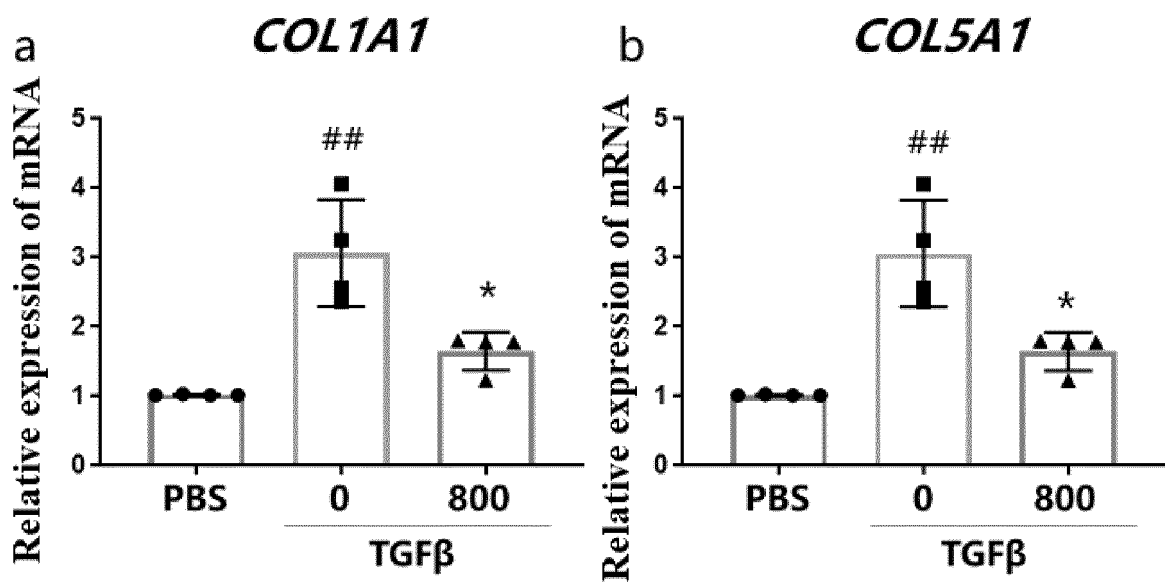 a
COL1A1
Relative expression of mRNA
5
4
3
2
1
0
##
*
PBS
0
800
TGFβ
b
COL5A1
Relative expression of mRNA
5
4
3
2
1
0
##
*
PBS
0
800
TGFβ